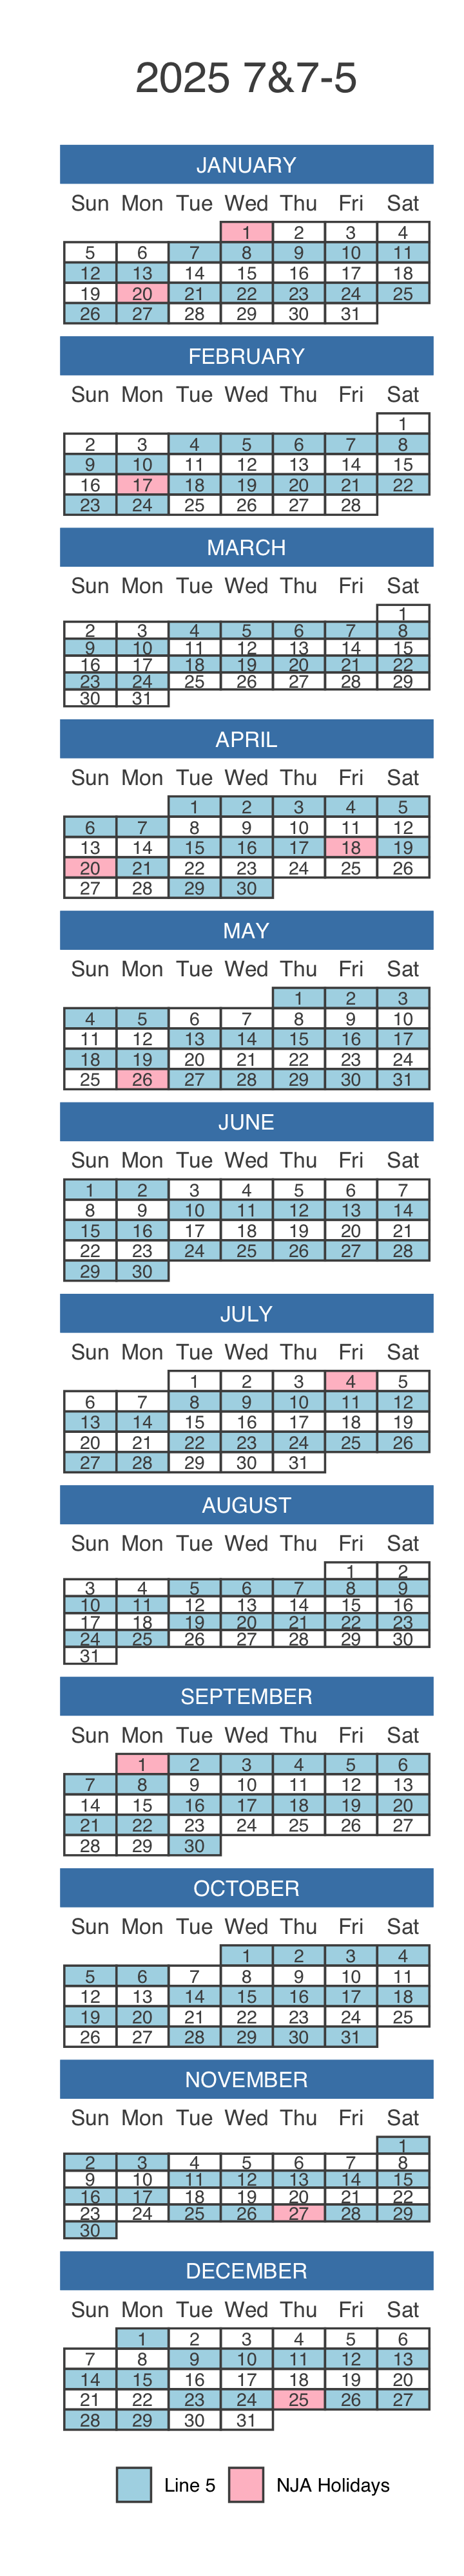 2025 7&7-5
JANUARY
Sun Mon Tue Wed Thu Fri Sat
1 2 3 4
5 6 7 8 9 10 11
12 13 14 15 16 17 18
19 20 21 22 23 24 25
26 27 28 29 30 31
FEBRUARY
Sun Mon Tue Wed Thu Fri Sat
1
2 3 4 5 6 7 8
9 10 11 12 13 14 15
16 17 18 19 20 21 22
23 24 25 26 27 28
MARCH
Sun Mon Tue Wed Thu Fri Sat
1
2 3 4 5 6 7 8
9 10 11 12 13 14 15
16 17 18 19 20 21 22
23 24 25 26 27 28 29
30 31
APRIL
Sun Mon Tue Wed Thu Fri Sat
1 2 3 4 5
6 7 8 9 10 11 12
13 14 15 16 17 18 19
20 21 22 23 24 25 26
27 28 29 30
MAY
Sun Mon Tue Wed Thu Fri Sat
1 2 3
4 5 6 7 8 9 10
11 12 13 14 15 16 17
18 19 20 21 22 23 24
25 26 27 28 29 30 31
JUNE
Sun Mon Tue Wed Thu Fri Sat
1 2 3 4 5 6 7
8 9 10 11 12 13 14
15 16 17 18 19 20 21
22 23 24 25 26 27 28
29 30
JULY
Sun Mon Tue Wed Thu Fri Sat
1 2 3 4 5
6 7 8 9 10 11 12
13 14 15 16 17 18 19
20 21 22 23 24 25 26
27 28 29 30 31
AUGUST
Sun Mon Tue Wed Thu Fri Sat
1 2
3 4 5 6 7 8 9
10 11 12 13 14 15 16
17 18 19 20 21 22 23
24 25 26 27 28 29 30
31
SEPTEMBER
Sun Mon Tue Wed Thu Fri Sat
1 2 3 4 5 6
7 8 9 10 11 12 13
14 15 16 17 18 19 20
21 22 23 24 25 26 27
28 29 30
OCTOBER
Sun Mon Tue Wed Thu Fri Sat
1 2 3 4
5 6 7 8 9 10 11
12 13 14 15 16 17 18
19 20 21 22 23 24 25
26 27 28 29 30 31
NOVEMBER
Sun Mon Tue Wed Thu Fri Sat
1
2 3 4 5 6 7 8
9 10 11 12 13 14 15
16 17 18 19 20 21 22
23 24 25 26 27 28 29
30
DECEMBER
Sun Mon Tue Wed Thu Fri Sat
1 2 3 4 5 6
7 8 9 10 11 12 13
14 15 16 17 18 19 20
21 22 23 24 25 26 27
28 29 30 31
Line 5 NJA Holidays